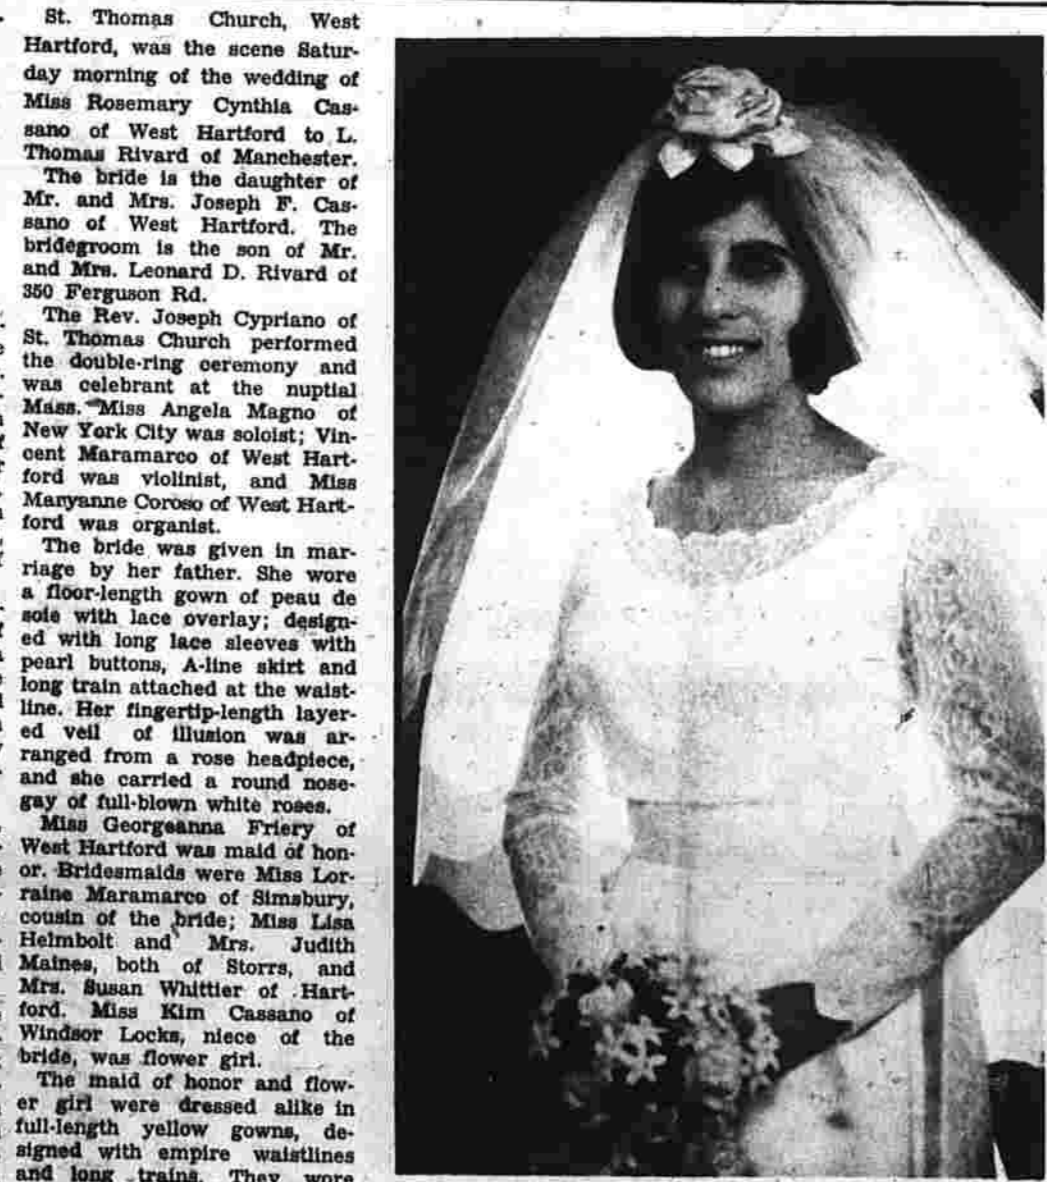 St. Thomas Church, West
Hartford, was the scene Satur-
day morning of the wedding of
Miss Rosemary Cynthia Cas-
sano of West Hartford to L.
Thomas Rivard of Manchester.
The bride is the daughter of
Mr. and Mrs. Joseph F. Cas-
sano of West Hartford. The
bridegroom is the son of Mr.
and Mrs. Leonard D. Rivard of
350 Ferguson Rd.
The Rev. Joseph Cypriano of
St. Thomas Church performed
the double-ring ceremony and
was celebrant at the nuptial
Mass. Miss Angela Magno of
New York City was soloist; Vin-
cent Maramarco of West Hart-
ford was violinist, and Miss
Maryanne Coroso of West Hart-
ford was organist.
The bride was given in mar-
riage by her father. She wore
a floor-length gown of peau de
soie with lace overlay; design-
ed with long lace sleeves with
pearl buttons, A-line skirt and
long train attached at the waist-
line. Her fingertip-length layer-
ed veil of illusion was ar-
ranged from a rose headpiece,
and she carried a round nose-
gay of full-blown white roses.
Miss Georgeanna Friery of
West Hartford was maid of hon-
or. Bridesmaids were Miss Lor-
raine Maramarco of Simsbury,
cousin of the bride; Miss Lisa
Helmbolt and Mrs. Judith
Maines, both of Storrs, and
Mrs. Susan Whittier of Hart-
ford. Miss Kim Cassano of
Windsor Locks, niece of the
bride, was flower girl.
The maid of honor and flow-
er girl were dressed alike in
full-length yellow gowns, de-
signed with empire waistlines
and long trains. They wore